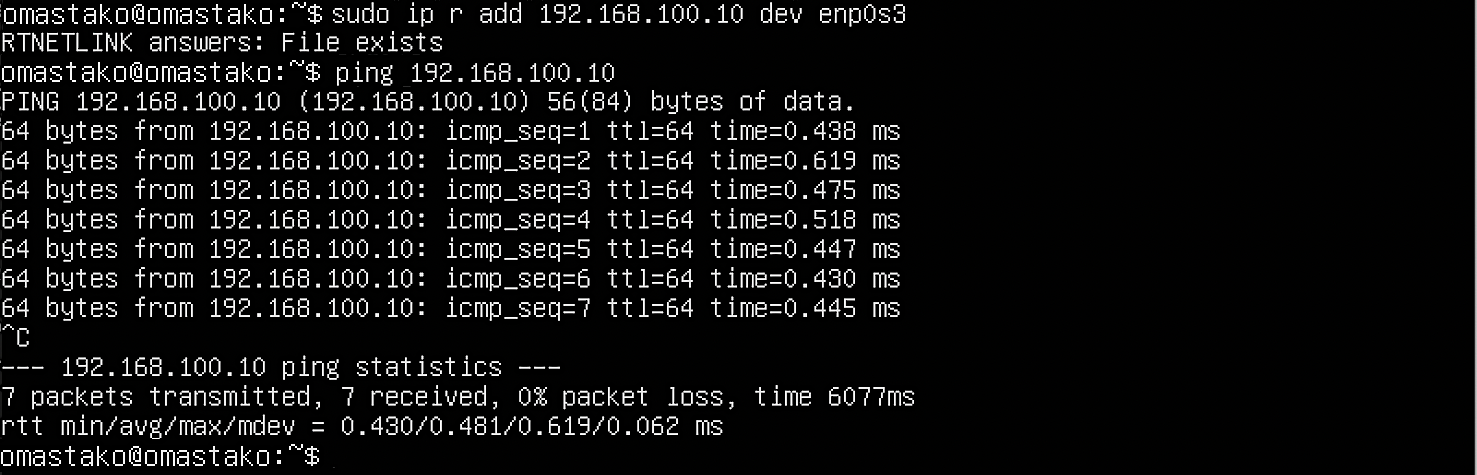 omastako@omastako:~$ sudo ip r add 192.168.100.10 dev enp0s3
RTNETLINK answers: File exists
omastako@omastako:~$ ping 192.168.100.10
PING 192.168.100.10 (192.168.100.10) 56(84) bytes of data.
64 bytes from 192.168.100.10: icmp_seq=1 ttl=64 time=0.438 ms
64 bytes from 192.168.100.10: icmp_seq=2 ttl=64 time=0.619 ms
64 bytes from 192.168.100.10: icmp_seq=3 ttl=64 time=0.475 ms
64 bytes from 192.168.100.10: icmp_seq=4 ttl=64 time=0.518 ms
64 bytes from 192.168.100.10: icmp_seq=5 ttl=64 time=0.447 ms
64 bytes from 192.168.100.10: icmp_seq=6 ttl=64 time=0.430 ms
64 bytes from 192.168.100.10: icmp_seq=7 ttl=64 time=0.445 ms
^C
--- 192.168.100.10 ping statistics ---
7 packets transmitted, 7 received, 0% packet loss, time 6077ms
rtt min/avg/max/mdev = 0.430/0.481/0.619/0.062 ms
omastako@omastako:~$